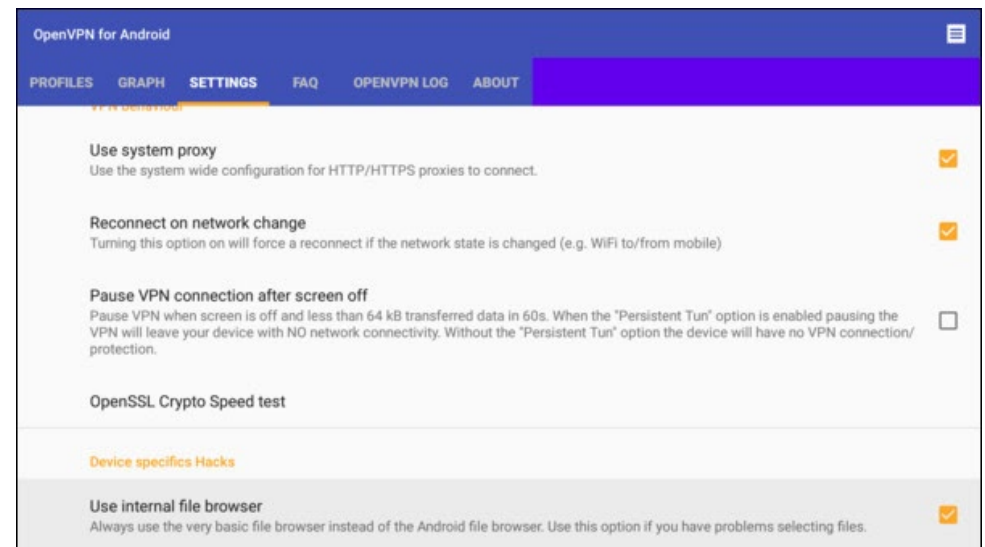 OpenVPN for Android
PROFILES GRAPH SETTINGS FAQ OPENVPN LOG ABOUT
VPN behaviour
Use system proxy
Use the system wide configuration for HTTP/HTTPS proxies to connect.
Reconnect on network change
Turning this option on will force a reconnect if the network state is changed (e.g. WiFi to/from mobile)
Pause VPN connection after screen off
Pause VPN when screen is off and less than 64 kB transferred data in 60s. When the "Persistent Tun" option is enabled pausing the
VPN will leave your device with NO network connectivity. Without the "Persistent Tun" option the device will have no VPN connection/
protection.
OpenSSL Crypto Speed test
Device specifics Hacks
Use internal file browser
Always use the very basic file browser instead of the Android file browser. Use this option if you have problems selecting files.